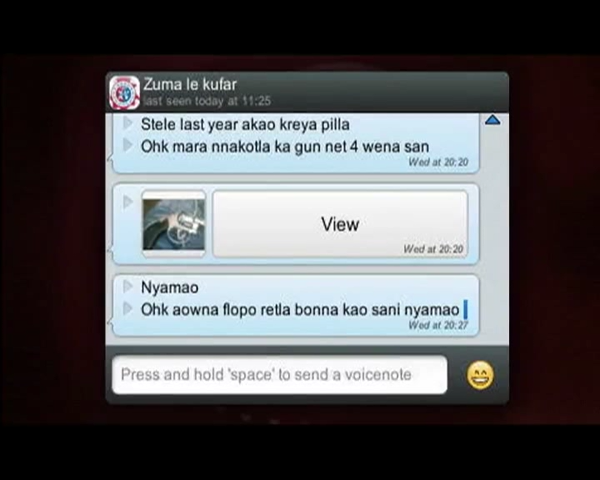 Zuma le kufar
last seen today at 11:25
Stele last year akao kreya pilla
Ohk mara nnakotla ka gun net 4 wena san
Wed at 20:20
View
Wed at 20:20
Nyamao
Ohk aowna flopo retla bonna kao sani nyamao
Wed at 20:27
Press and hold 'space' to send a voicenote